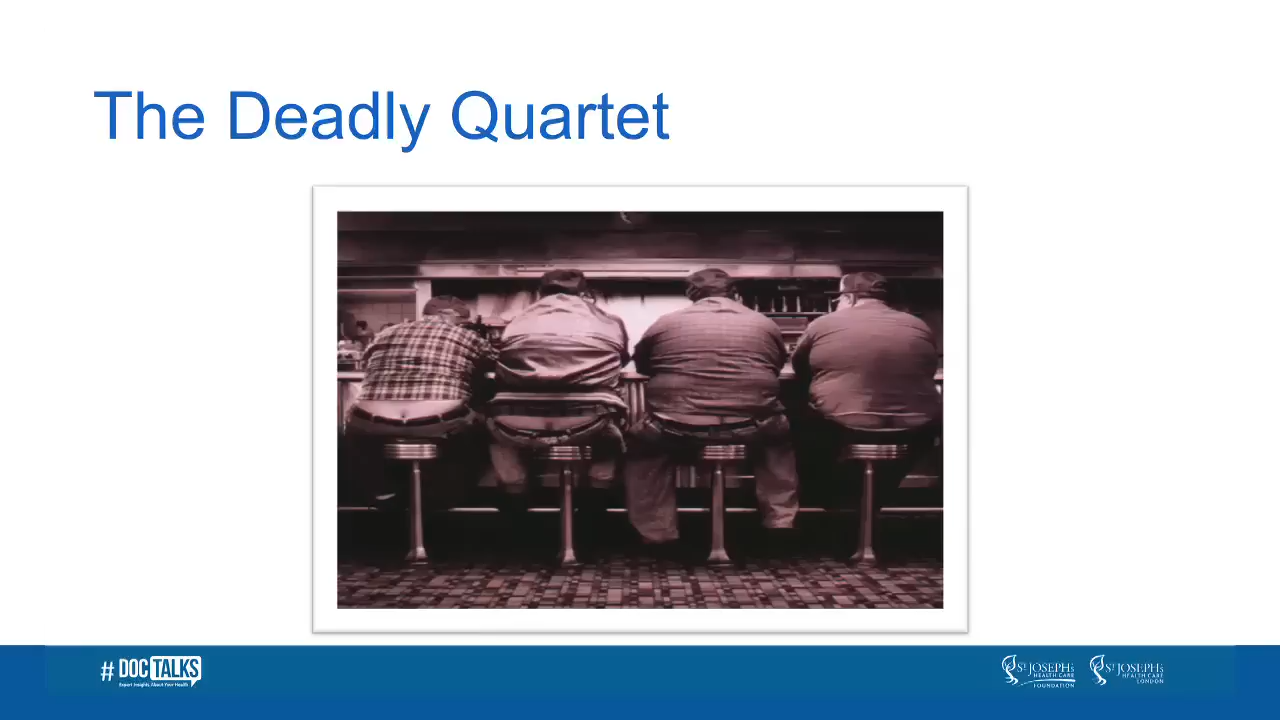 The Deadly Quartet
# DOC TALKS
Expert Insights. About Your Health
ST JOSEPH'S
HEALTH CARE
FOUNDATION
ST JOSEPH'S
HEALTH CARE
LONDON